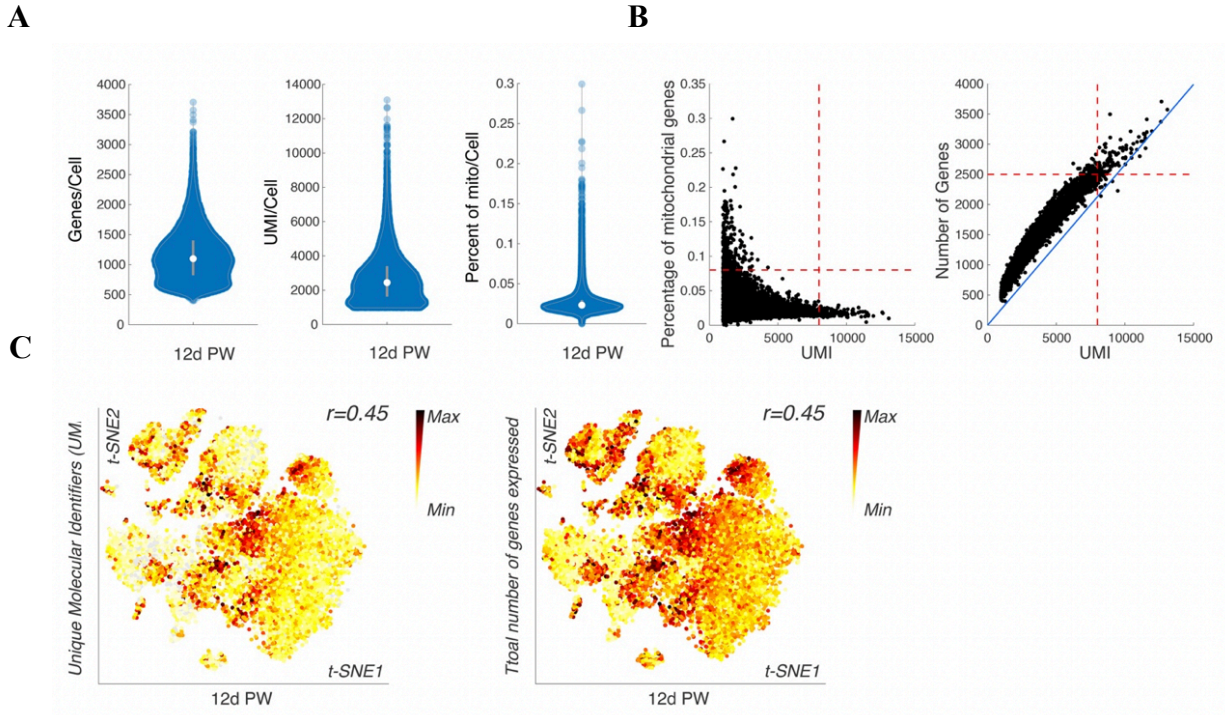 A
B
4000
3500
3000
2500
2000
1500
1000
500
0
Genes/Cell
12d PW
14000
12000
10000
8000
6000
4000
2000
0
UMI/Cell
12d PW
0.3
0.25
0.2
0.15
0.1
0.05
0
Percent of mito/Cell
12d PW
0.35
0.3
0.25
0.2
0.15
0.1
0.05
0
Percentage of mitochondrial genes
0
5000
10000
15000
UMI
4000
3500
3000
2500
2000
1500
1000
500
0
Number of Genes
0
5000
10000
15000
UMI
C
Unique Molecular Identifiers (UM.
t-SNE2
r=0.45
Max
Min
t-SNE1
12d PW
Ttoal number of genes expressed
t-SNE2
r=0.45
Max
Min
t-SNE1
12d PW